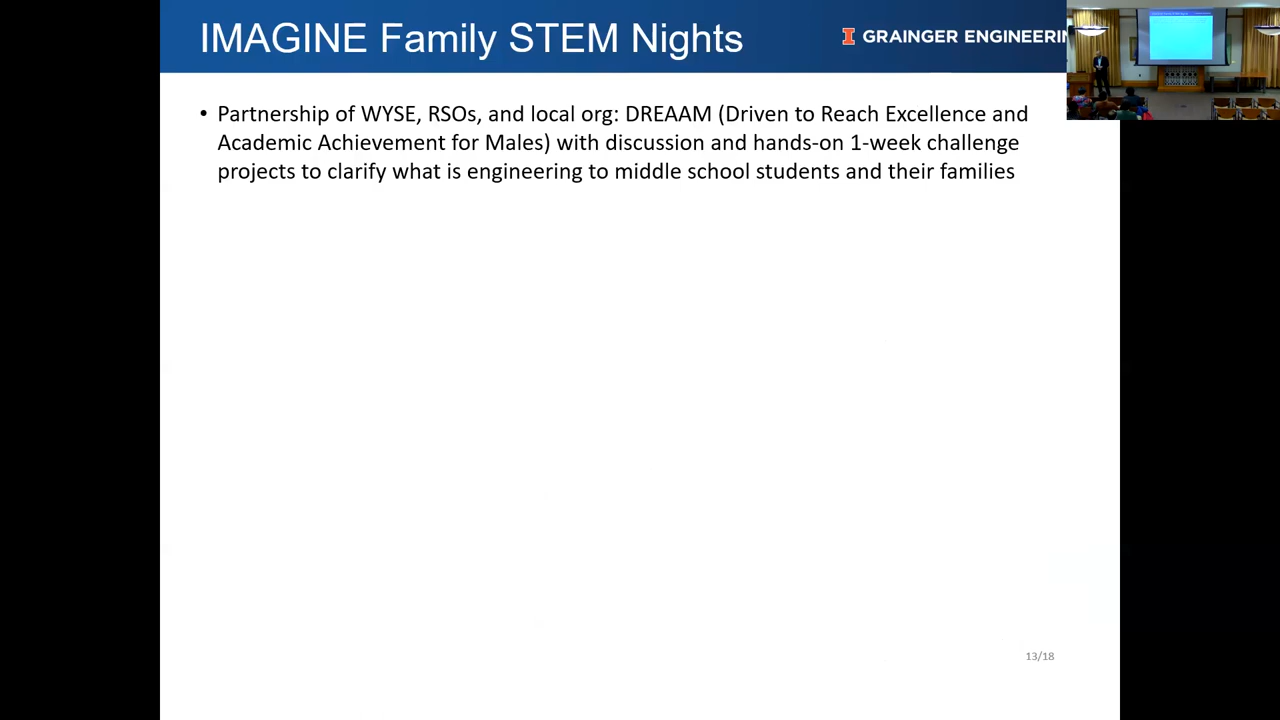 IMAGINE Family STEM Nights
I GRAINGER ENGINEERIN
• Partnership of WYSE, RSOs, and local org: DREAAM (Driven to Reach Excellence and
Academic Achievement for Males) with discussion and hands-on 1-week challenge
projects to clarify what is engineering to middle school students and their families
13/18